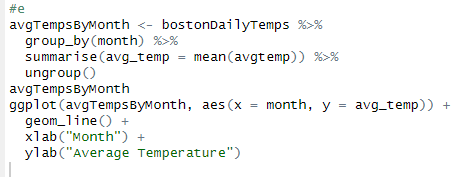 #e
avgTempsByMonth <- bostonDailyTemps %>%
  group_by(month) %>%
  summarise(avg_temp = mean(avgtemp)) %>%
  ungroup()
avgTempsByMonth
ggplot(avgTempsByMonth, aes(x = month, y = avg_temp)) +
  geom_line() +
  xlab("Month") +
  ylab("Average Temperature")